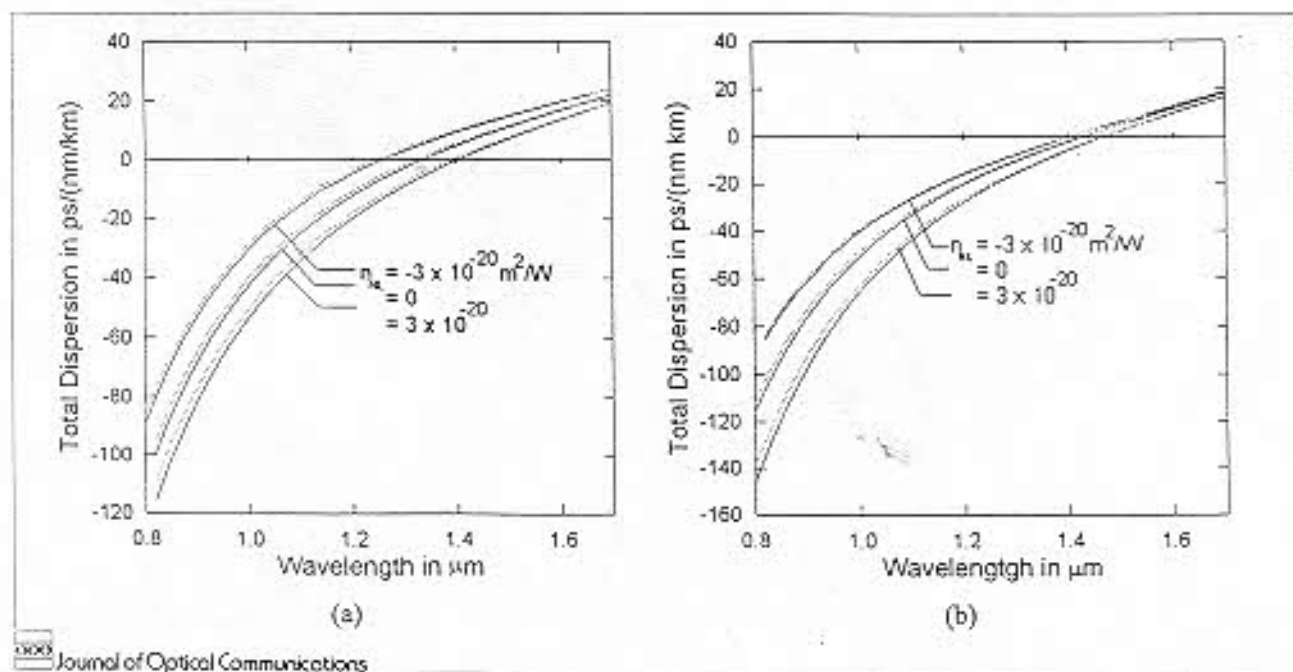 40
20
0
-20
-40
-60
-80
-100
-120
Total Dispersion in ps/(nm/km)
= -3 x 10⁻²⁰ m²/W
= 0
= 3 x 10⁻²⁰
0.8 1.0 1.2 1.4 1.6
Wavelength in μm
(a)
40
20
0
-20
-40
-60
-80
-100
-120
-140
-160
Total Dispersion in ps/(nm km)
= -3 x 10⁻²⁰ m²/W
= 0
= 3 x 10⁻²⁰
0.8 1.0 1.2 1.4 1.6
Wavelengtgh in μm
(b)
Journal of Optical Communications